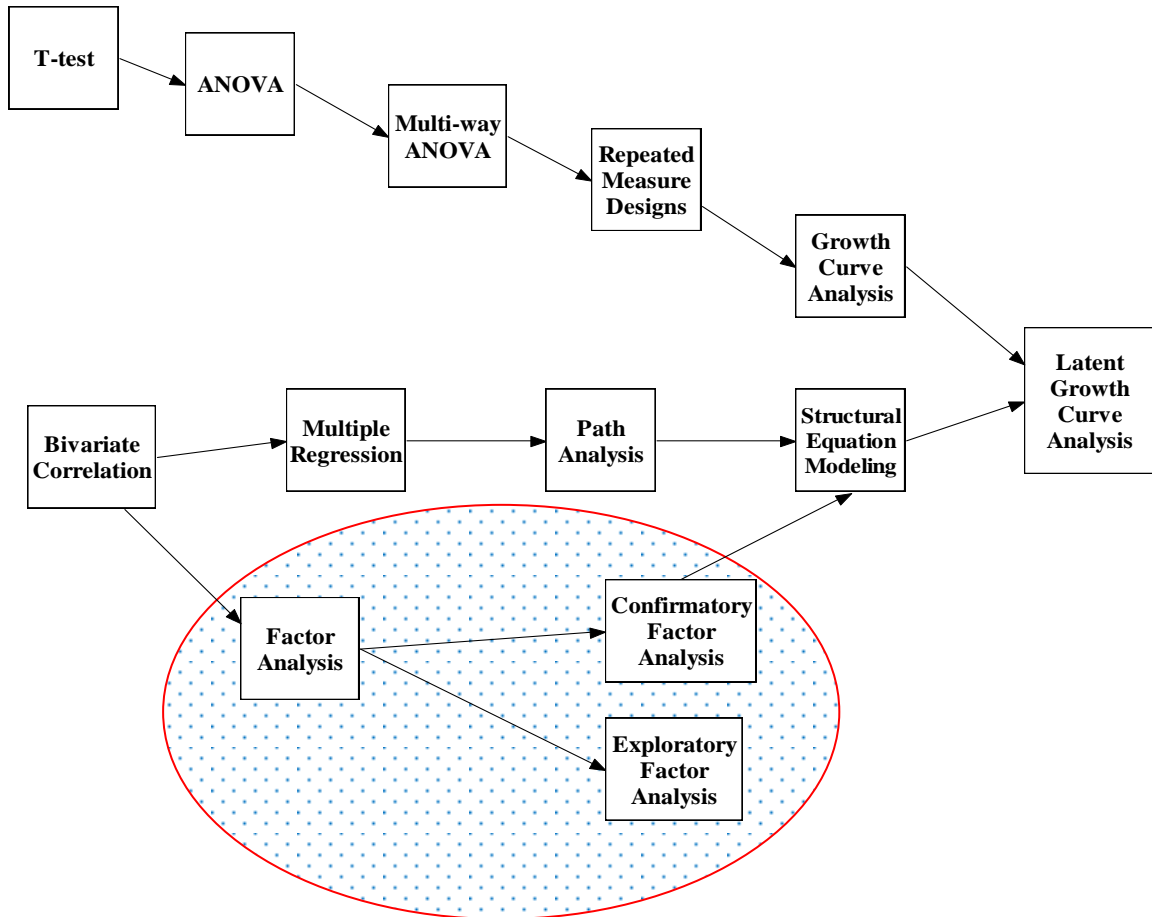 T-test
ANOVA
Multi-way
ANOVA
Repeated
Measure
Designs
Growth
Curve
Analysis
Latent
Growth
Curve
Analysis
Bivariate
Correlation
Multiple
Regression
Path
Analysis
Structural
Equation
Modeling
Factor
Analysis
Confirmatory
Factor
Analysis
Exploratory
Factor
Analysis